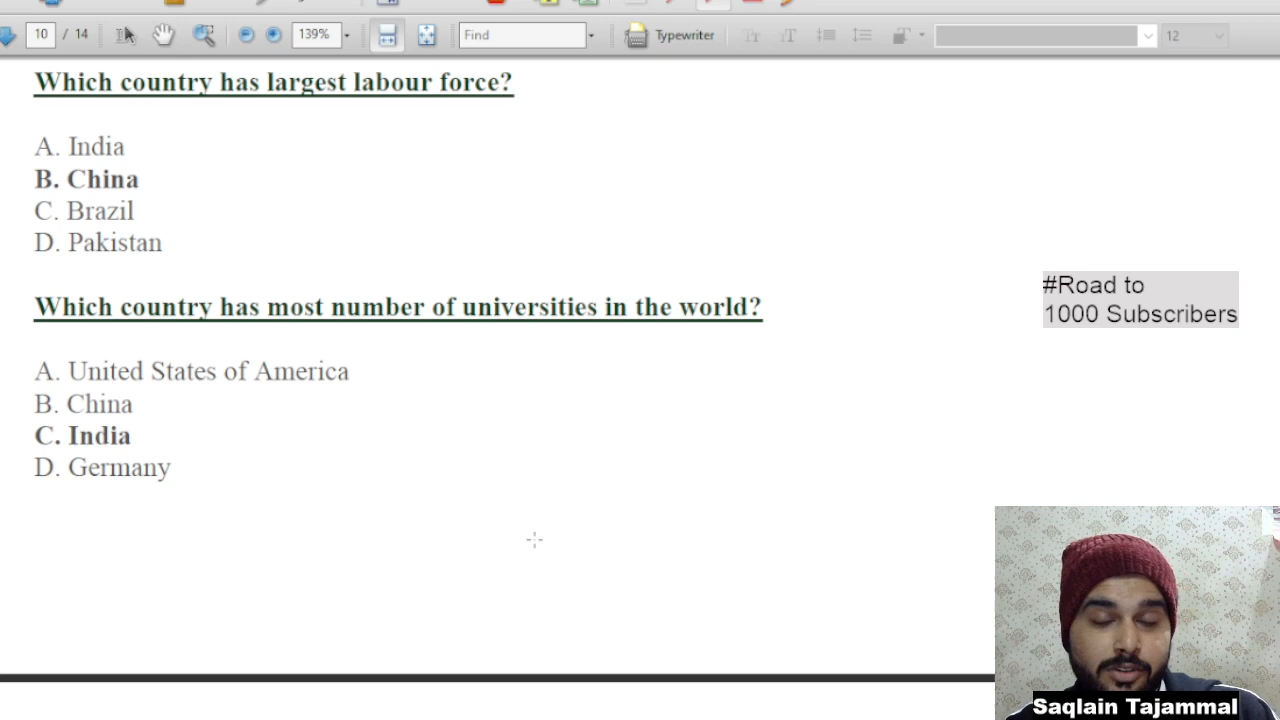 10 / 14
139%
Find
Typewriter
12
Which country has largest labour force?
A. India
B. China
C. Brazil
D. Pakistan
Which country has most number of universities in the world?
A. United States of America
B. China
C. India
D. Germany
#Road to
1000 Subscribers
Saqlain Tajammal